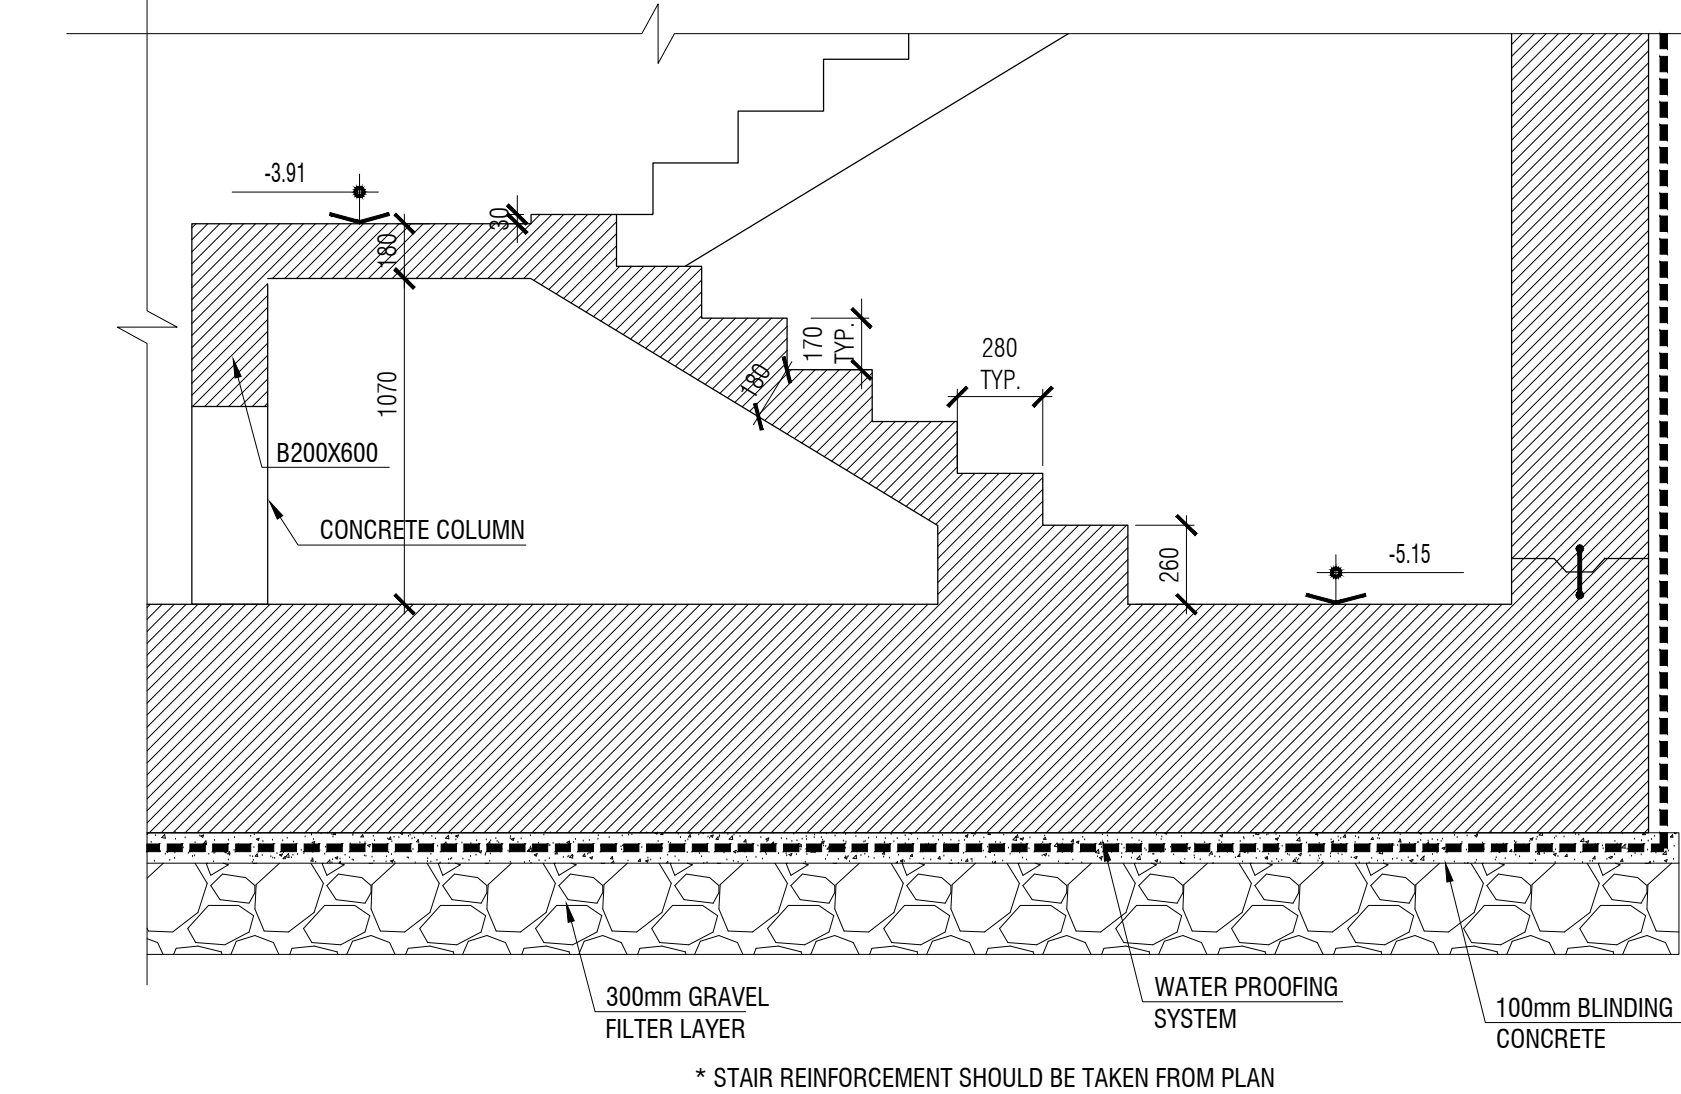 -3.91
30
180
1070
170
TYP.
180
280
TYP.
B200X600
CONCRETE COLUMN
260
-5.15
300mm GRAVEL
FILTER LAYER
WATER PROOFING
SYSTEM
100mm BLINDING
CONCRETE
* STAIR REINFORCEMENT SHOULD BE TAKEN FROM PLAN